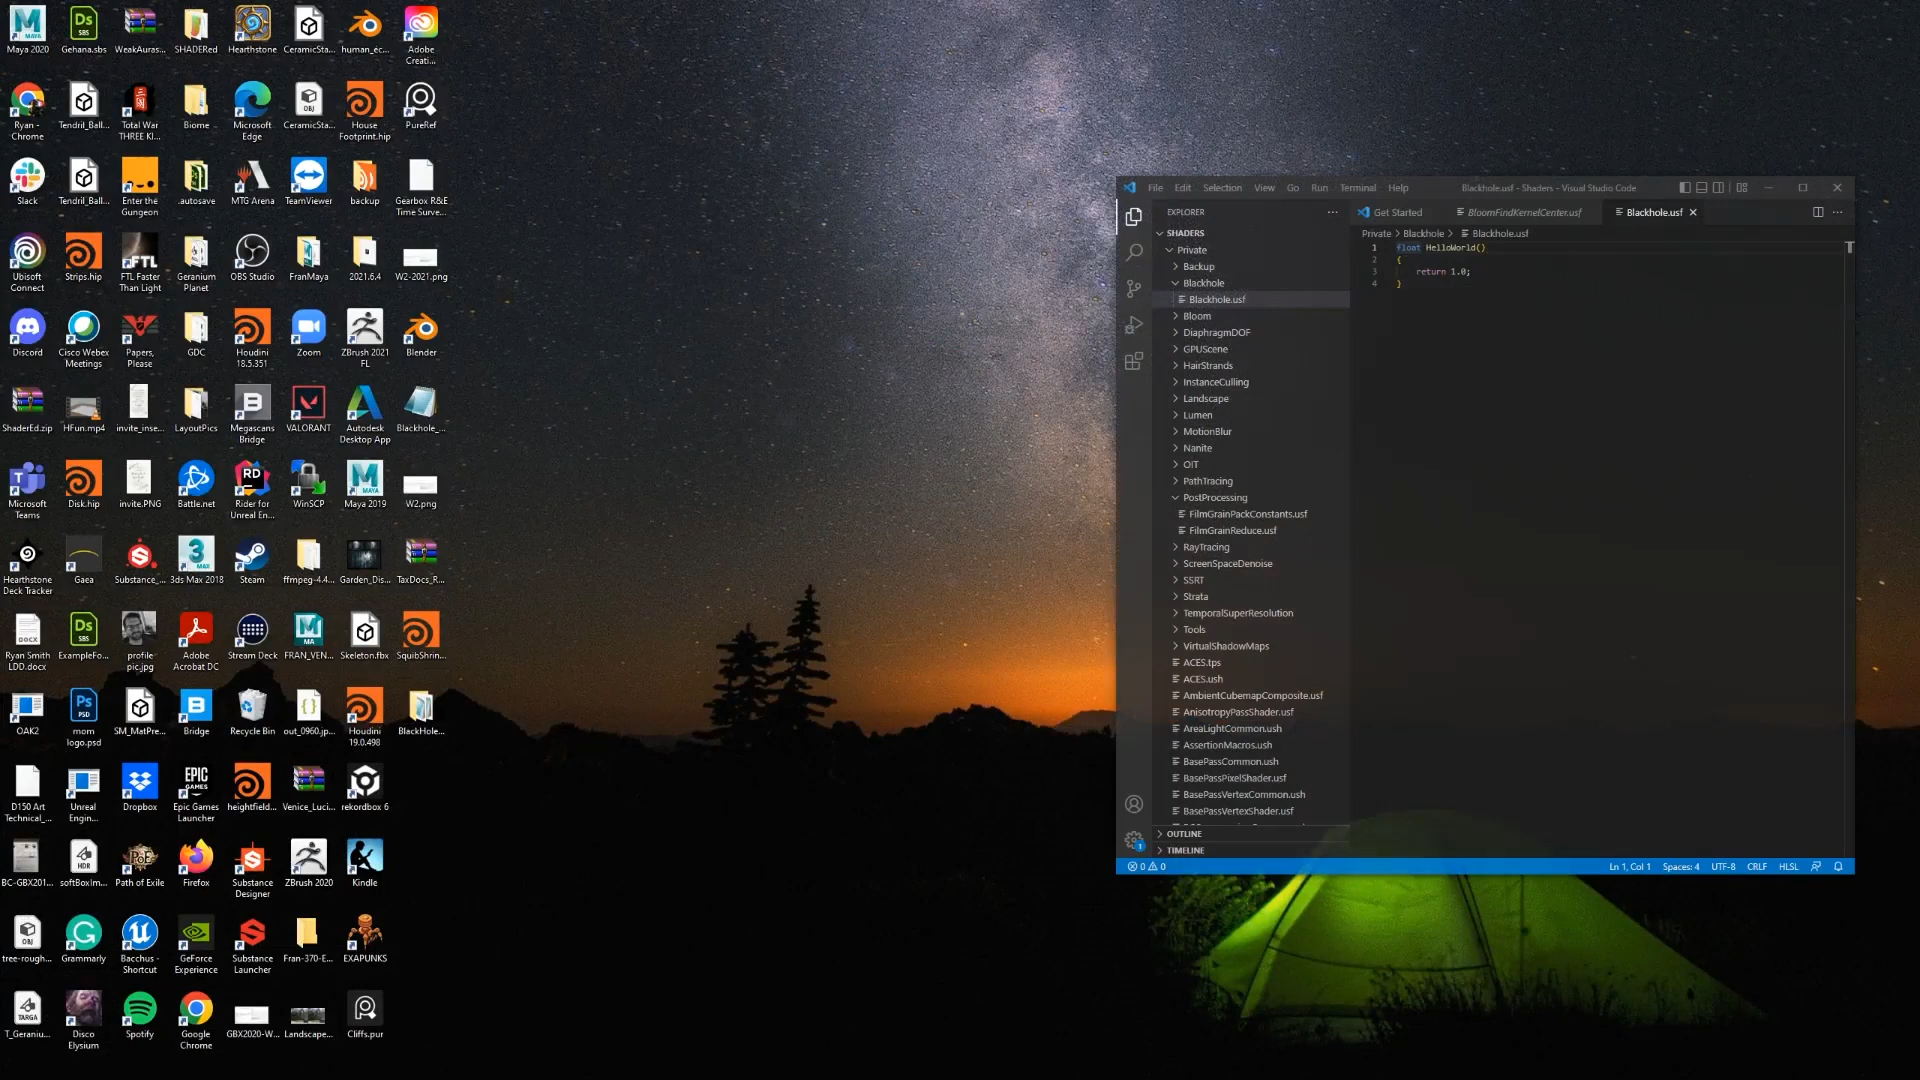 Maya 2020
Gehana.sbs
WeakAuras...
SHADERed
Hearthstone
CeramicSta...
human_ec...
Adobe
Creati...
Ryan -
Chrome
Tendril_Ball...
Total War
THREE KI...
Biome
Microsoft
Edge
CeramicSta...
House
Footprint.hip
PureRef
Slack
Tendril_Ball...
Enter the
Gungeon
.autosave
MTG Arena
TeamViewer
backup
Gearbox R&E
Time Surve...
Ubisoft
Connect
Strips.hip
FTL Faster
Than Light
Geranium
Planet
OBS Studio
FranMaya
2021.6.4
W2-2021.png
Discord
Cisco Webex
Meetings
Papers,
Please
GDC
Houdini
18.5.351
Zoom
ZBrush 2021
FL
Blender
ShaderEd.zip
HFun.mp4
invite_inse...
LayoutPics
Megascans
Bridge
VALORANT
Autodesk
Desktop App
Blackhole_...
Microsoft
Teams
Disk.hip
invite.PNG
Battle.net
Rider for
Unreal En...
WinSCP
Maya 2019
W2.png
Hearthstone
Deck Tracker
Gaea
Substance_...
3ds Max 2018
Steam
ffmpeg-4.4...
Garden_Dis...
TaxDocs_R...
Ryan Smith
LDD.docx
ExampleFo...
profile
pic.jpg
Adobe
Acrobat DC
Stream Deck
FRAN_VEN...
Skeleton.fbx
SquibShrin...
OAK2
mom
logo.psd
SM_MatPre...
Bridge
Recycle Bin
out_0960.jp...
Houdini
19.0.498
BlackHole...
D150 Art
Technical_...
Unreal
Engin...
Dropbox
Epic Games
Launcher
heightfield...
Venice_Luci...
rekordbox 6
BC-GBX201...
softBoxIm...
Path of Exile
Firefox
Substance
Designer
ZBrush 2020
Kindle
tree-rough...
Grammarly
Bacchus -
Shortcut
GeForce
Experience
Substance
Launcher
Fran-370-E...
EXAPUNKS
T_Geraniu...
Disco
Elysium
Spotify
Google
Chrome
GBX2020-W...
Landscape...
Cliffs.pur
File Edit Selection View Go Run Terminal Help
Blackhole.usf - Shaders - Visual Studio Code
EXPLORER
Get Started
BloomFindKernelCenter.usf
Blackhole.usf
SHADERS
Private > Blackhole > Blackhole.usf
Private
Backup
Blackhole
Blackhole.usf
Bloom
DiaphragmDOF
GPUScene
HairStrands
InstanceCulling
Landscape
Lumen
MotionBlur
Nanite
OIT
PathTracing
PostProcessing
FilmGrainPackConstants.usf
FilmGrainReduce.usf
RayTracing
ScreenSpaceDenoise
SSRT
Strata
TemporalSuperResolution
Tools
VirtualShadowMaps
ACES.tps
ACES.ush
AmbientCubemapComposite.usf
AnisotropyPassShader.usf
AreaLightCommon.ush
AssertionMacros.ush
BasePassCommon.ush
BasePassPixelShader.usf
BasePassVertexCommon.ush
BasePassVertexShader.usf
OUTLINE
TIMELINE
1 float HelloWorld()
2 {
3 return 1.0;
4 }
0 0
Ln 1, Col 1 Spaces: 4 UTF-8 CRLF HLSL